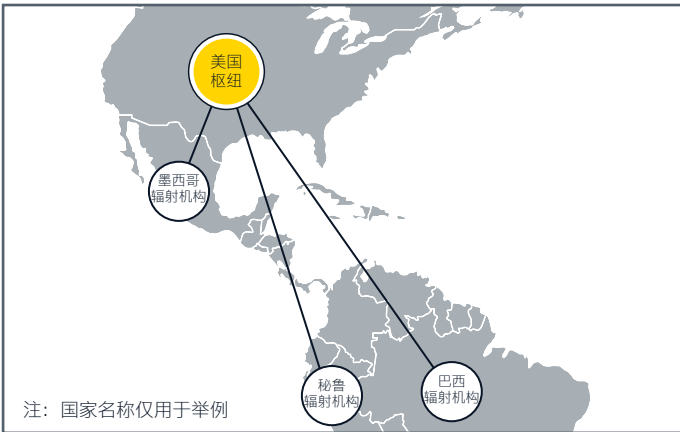 美国
枢纽
墨西哥
辐射机构
秘鲁
辐射机构
巴西
辐射机构
注：国家名称仅用于举例